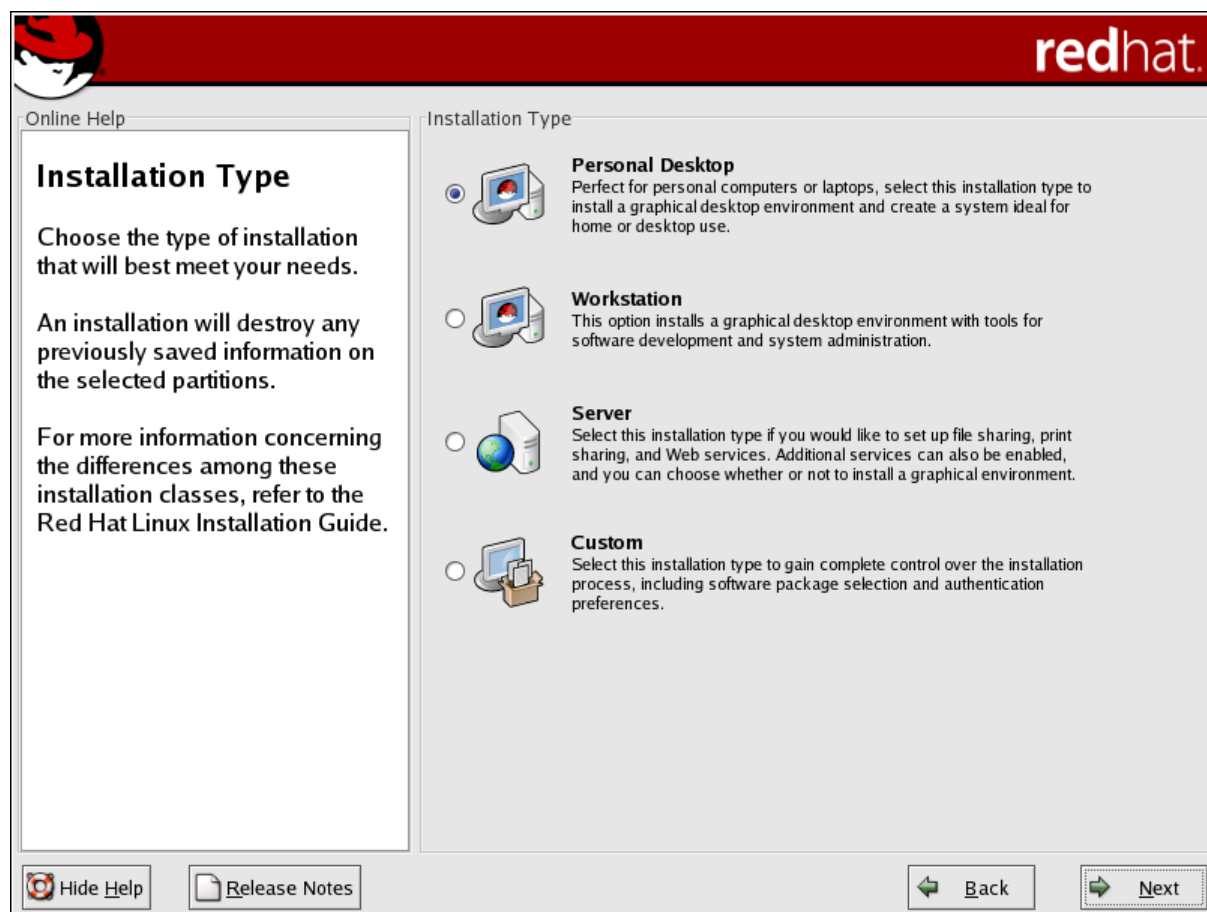 redhat.
Online Help
Installation Type
Choose the type of installation
that will best meet your needs.
An installation will destroy any
previously saved information on
the selected partitions.
For more information concerning
the differences among these
installation classes, refer to the
Red Hat Linux Installation Guide.
Installation Type
Personal Desktop
Perfect for personal computers or laptops, select this installation type to
install a graphical desktop environment and create a system ideal for
home or desktop use.
Workstation
This option installs a graphical desktop environment with tools for
software development and system administration.
Server
Select this installation type if you would like to set up file sharing, print
sharing, and Web services. Additional services can also be enabled,
and you can choose whether or not to install a graphical environment.
Custom
Select this installation type to gain complete control over the installation
process, including software package selection and authentication
preferences.
Hide Help
Release Notes
Back
Next